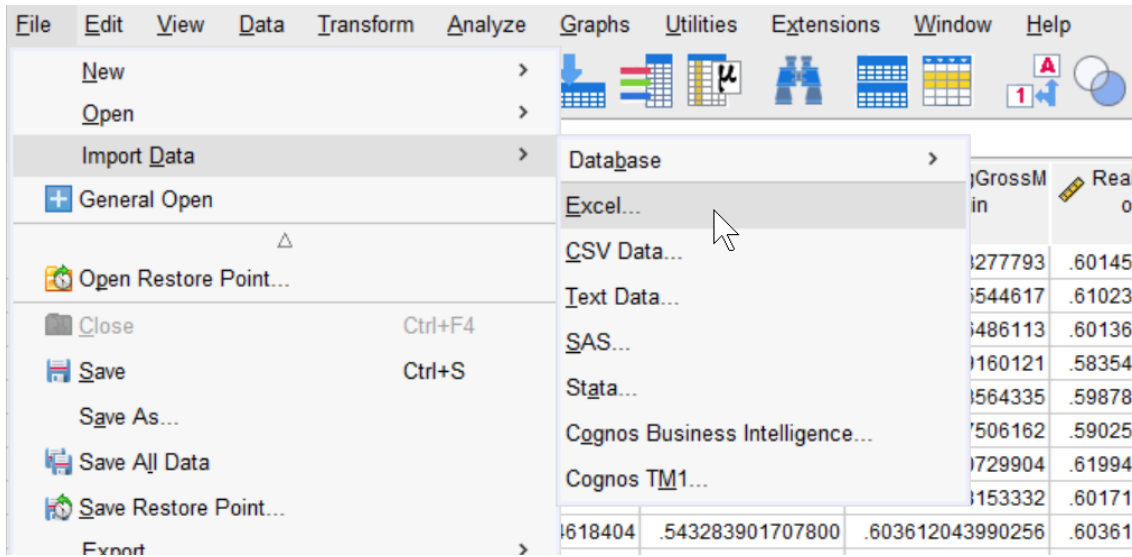 File Edit View Data Transform Analyze Graphs Utilities Extensions Window Help
New
Open
Import Data
General Open
Open Restore Point...
Close Ctrl+F4
Save Ctrl+S
Save As...
Save All Data
Save Restore Point...
Export
Database
Excel...
CSV Data...
Text Data...
SAS...
Stata...
Cognos Business Intelligence...
Cognos TM1...
µ
A
1
gGrossM
in
Rea
o
3277793 .60145
5544617 .61023
6486113 .60136
9160121 .58354
3564335 .59878
7506162 .59025
0729904 .61994
3153332 .60171
4618404 .543283901707800 .603612043990256 .60361